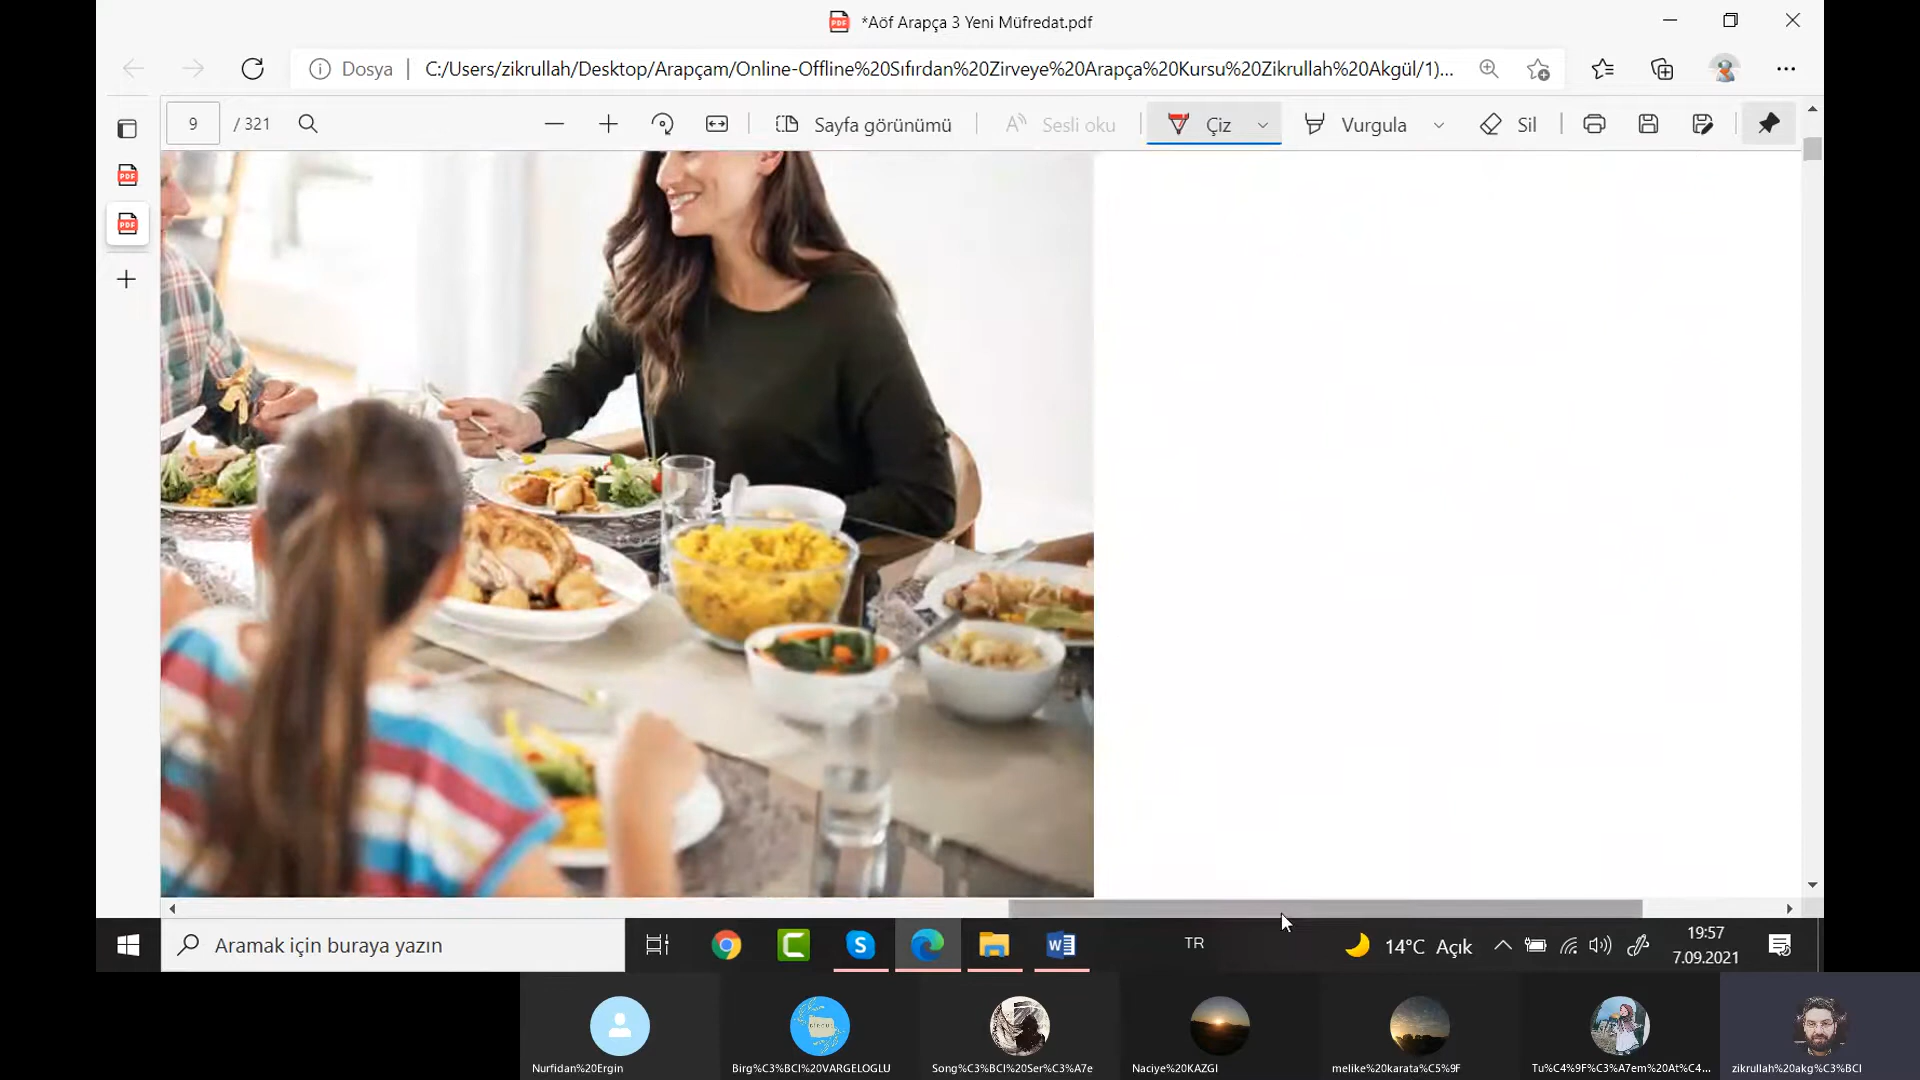 *Aöf Arapça 3 Yeni Müfredat.pdf
Dosya | C:/Users/zikrullah/Desktop/Arapçam/Online-Offline%20Sıfırdan%20Zirveye%20Arapça%20Kursu%20Zikrullah%20Akgül/1)...
9 / 321 Sayfa görünümü Sesli oku Çiz Vurgula Sil
Aramak için buraya yazın
TR
14°C Açık
19:57
7.09.2021
Nurfidan%20Ergin
Birg%C3%BCl%20VARGELOGLU
Song%C3%BCl%20Ser%C3%A7e
Naciye%20KAZGI
melike%20karata%C5%9F
Tu%C4%9F%C3%A7em%20At%C4...
zikrullah%20akg%C3%BCl